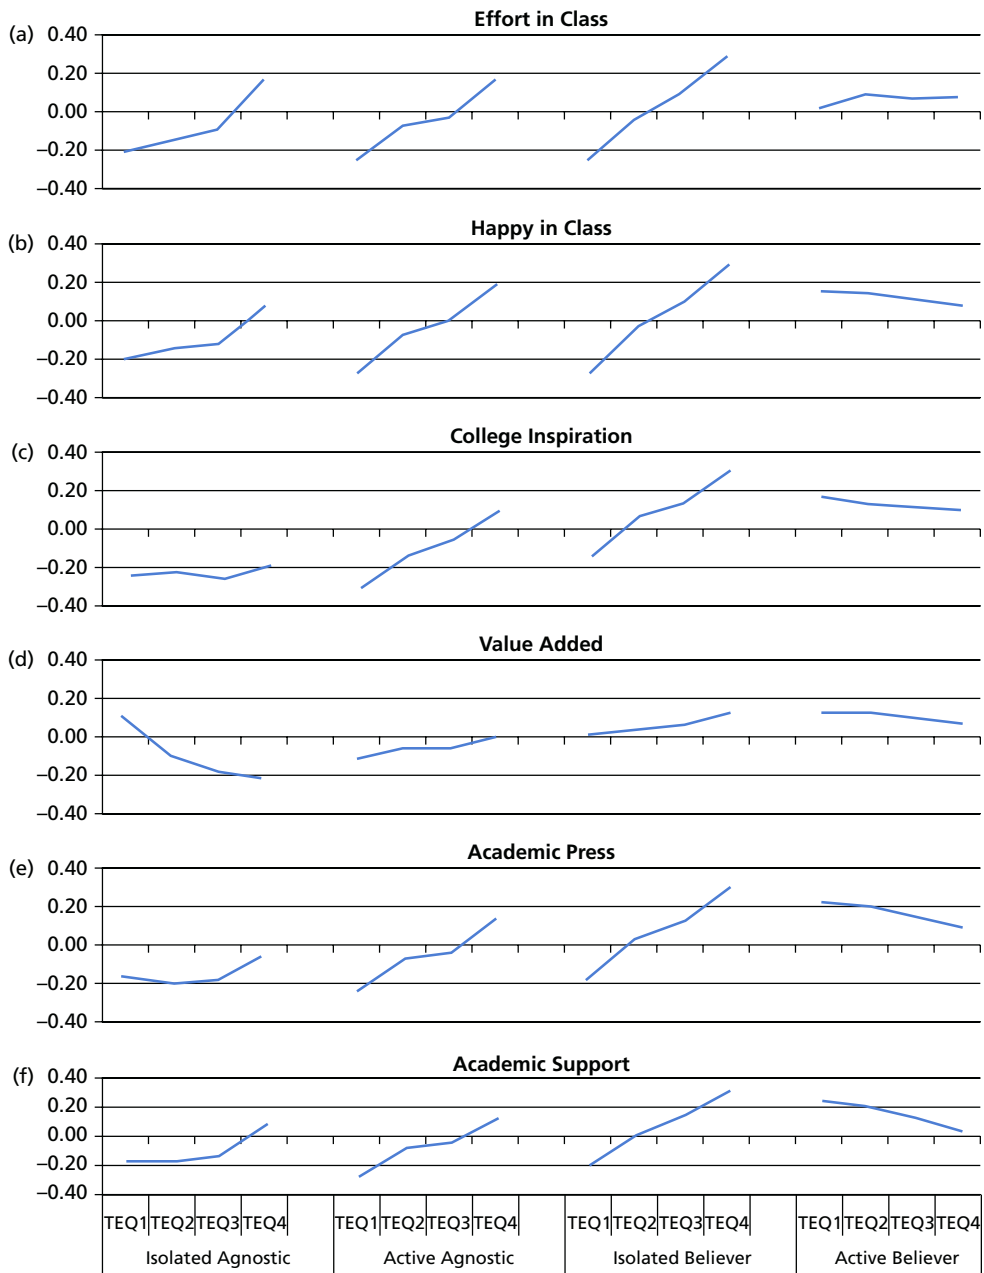 Effort in Class
(a) 0.40
0.20
0.00
−0.20
−0.40
Happy in Class
(b) 0.40
0.20
0.00
−0.20
−0.40
College Inspiration
(c) 0.40
0.20
0.00
−0.20
−0.40
Value Added
(d) 0.40
0.20
0.00
−0.20
−0.40
Academic Press
(e) 0.40
0.20
0.00
−0.20
−0.40
Academic Support
(f) 0.40
0.20
0.00
−0.20
−0.40
TEQ1 TEQ2 TEQ3 TEQ4 TEQ1 TEQ2 TEQ3 TEQ4 TEQ1 TEQ2 TEQ3 TEQ4 TEQ1 TEQ2 TEQ3 TEQ4
Isolated Agnostic Active Agnostic Isolated Believer Active Believer